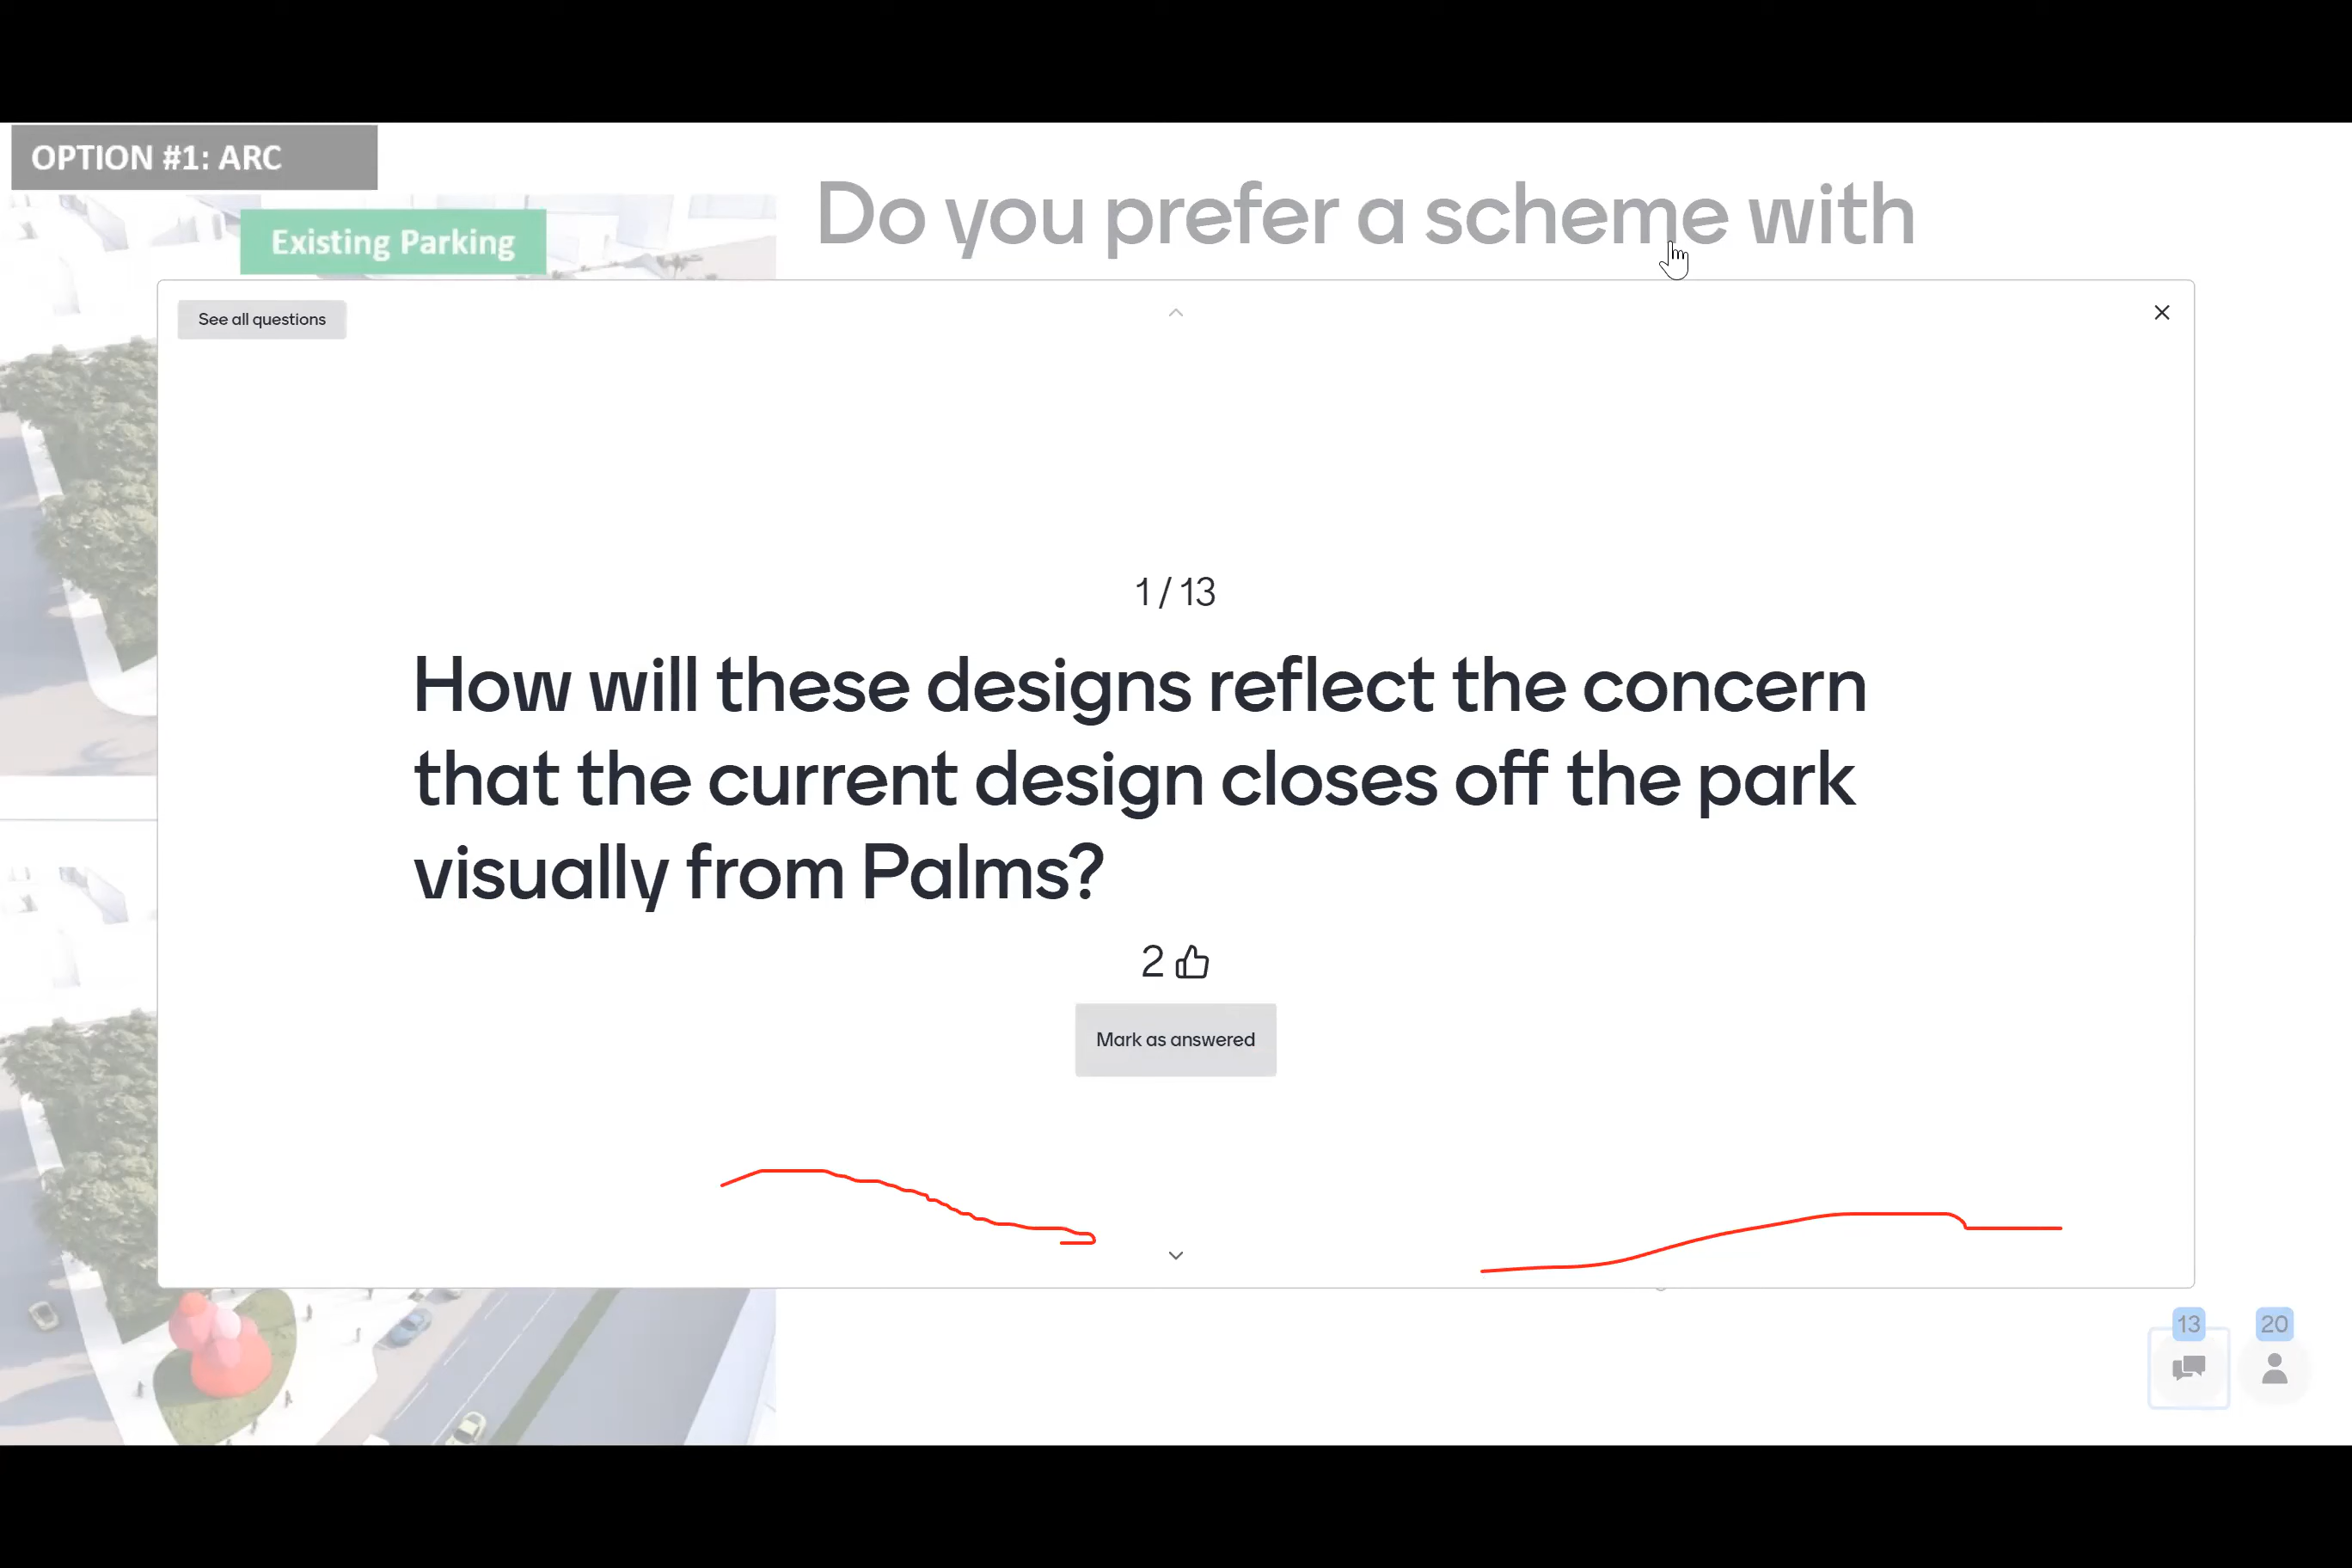 OPTION #1: ARC
Existing Parking
Do you prefer a scheme with
See all questions
1 / 13
How will these designs reflect the concern
that the current design closes off the park
visually from Palms?
2
Mark as answered
13
20